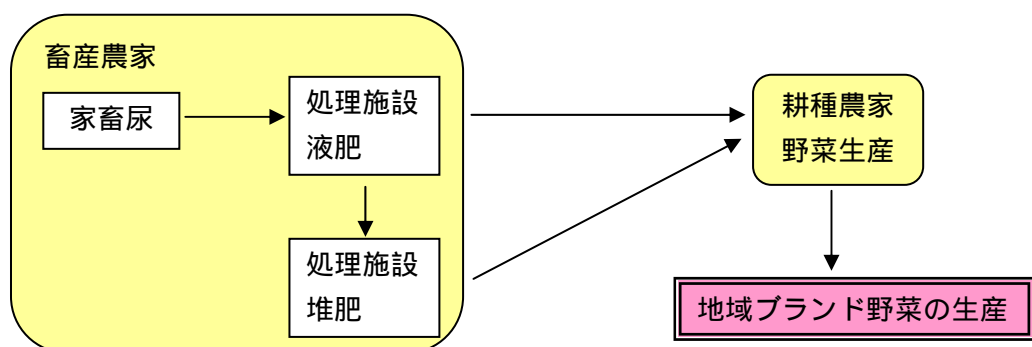 畜産農家
家畜尿
処理施設
液肥
処理施設
堆肥
耕種農家
野菜生産
地域ブランド野菜の生産